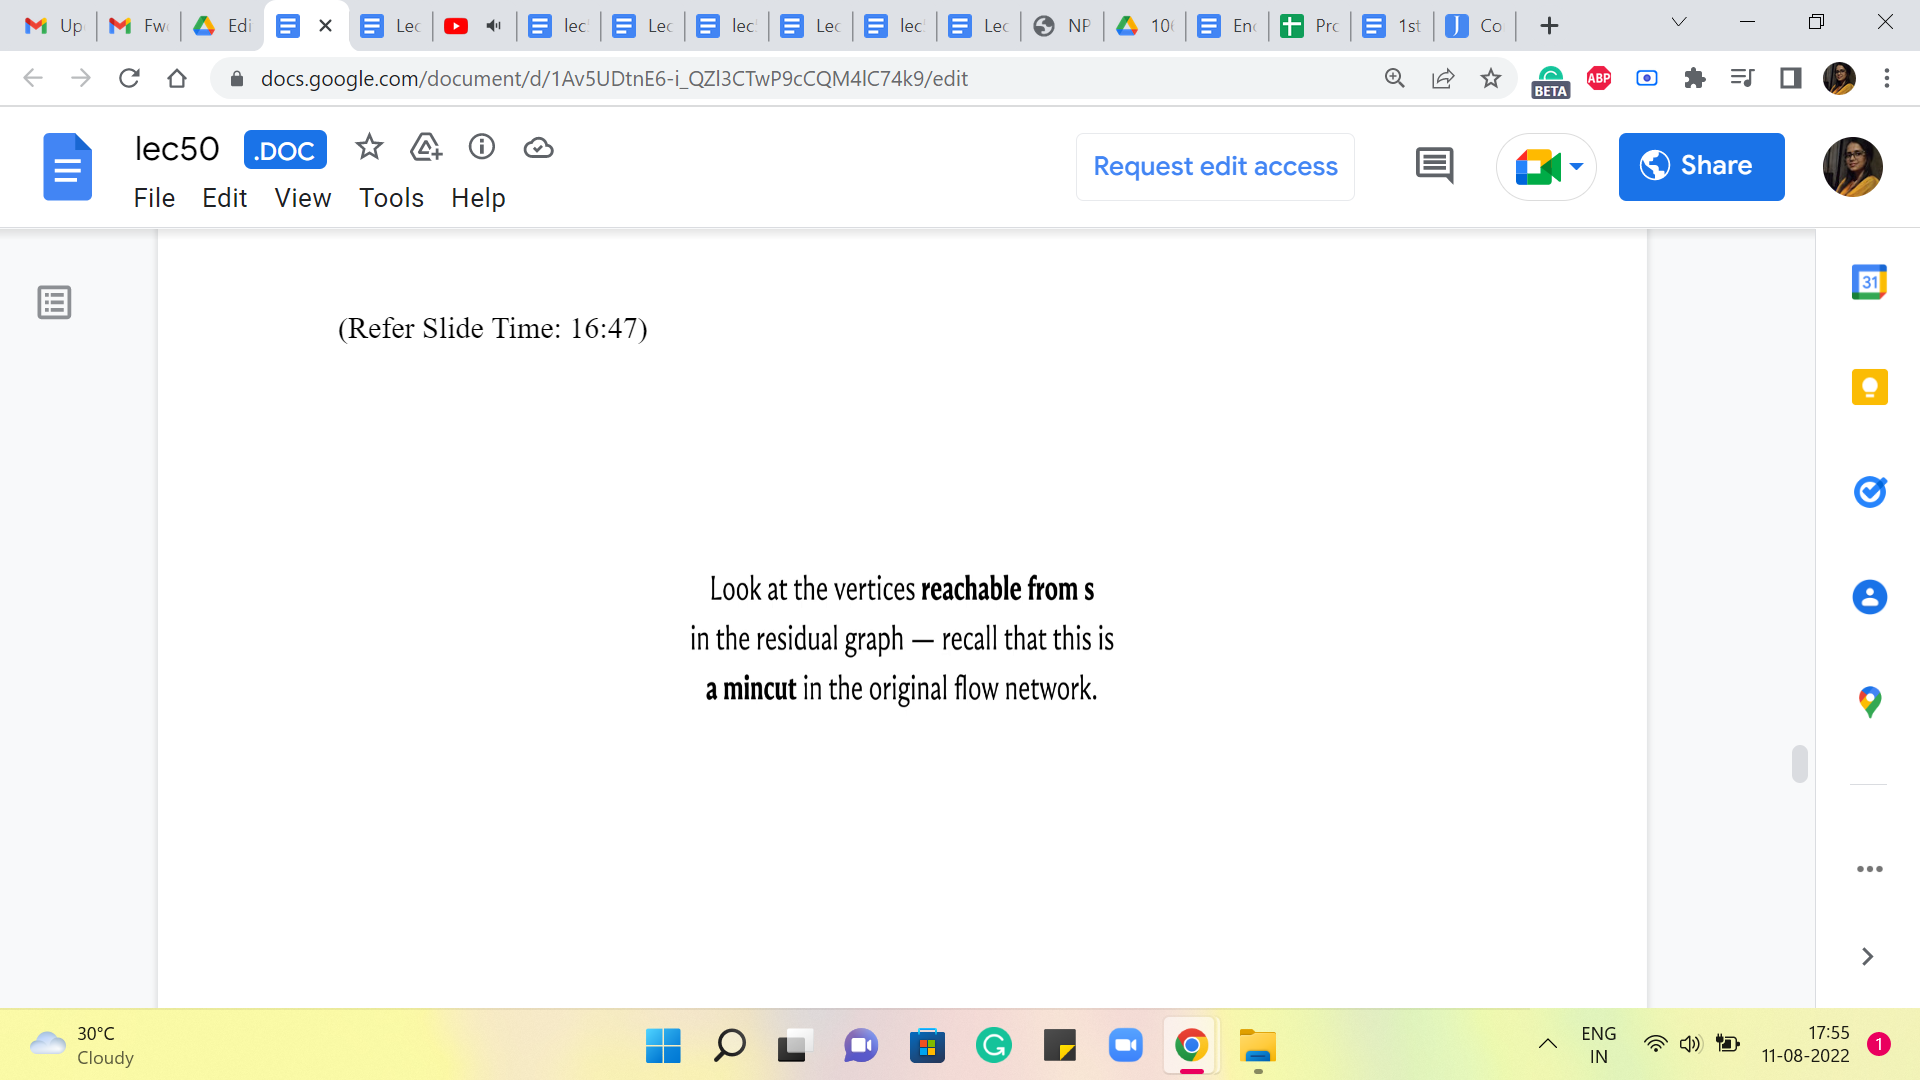 Up
Fw
Edi
Lec
lec
Lec
lec
Lec
lec
Lec
NP
10
En
Pro
1st
Co
docs.google.com/document/d/1Av5UDtnE6-i_QZl3CTwP9cCQM4lC74k9/edit
ABP
BETA
lec50 .DOC
File Edit View Tools Help
Request edit access
Share
31
(Refer Slide Time: 16:47)
Look at the vertices reachable from s
in the residual graph — recall that this is
a mincut in the original flow network.
30°C
Cloudy
ENG
IN
17:55
11-08-2022
1